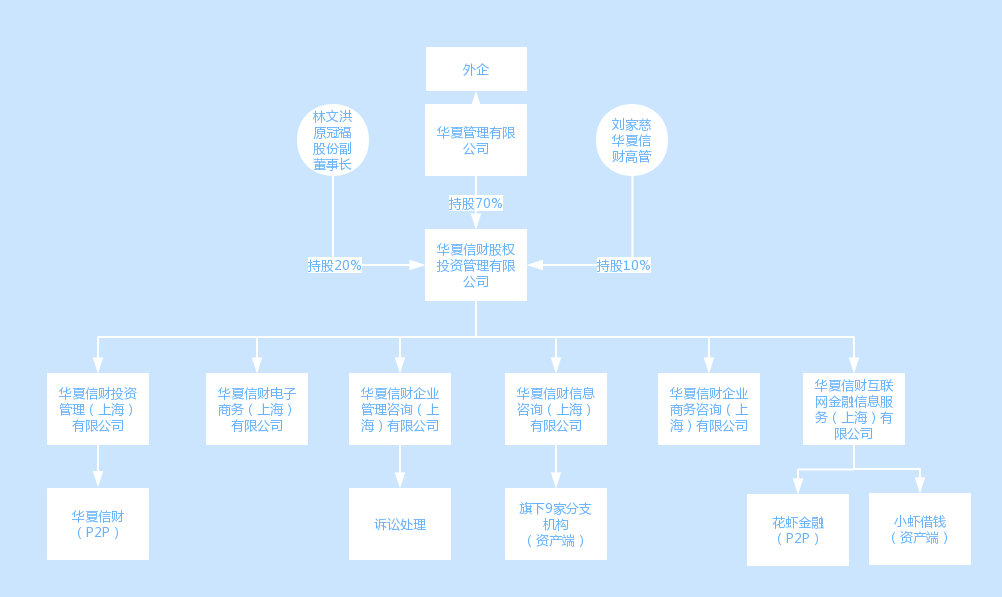 外企
林文洪
原冠福
股份副
董事长
华夏管理有限
公司
刘家慈
华夏信
财高管
持股70%
持股20%
华夏信财股权
投资管理有限
公司
持股10%
华夏信财投资
管理（上海）
有限公司
华夏信财电子
商务（上海）
有限公司
华夏信财企业
管理咨询（上
海）有限公司
华夏信财信息
咨询（上海）
有限公司
华夏信财企业
商务咨询（上
海）有限公司
华夏信财互联
网金融信息服
务（上海）有
限公司
华夏信财
（P2P）
诉讼处理
旗下9家分支
机构
（资产端）
花虾金融
（P2P）
小虾借钱
（资产端）